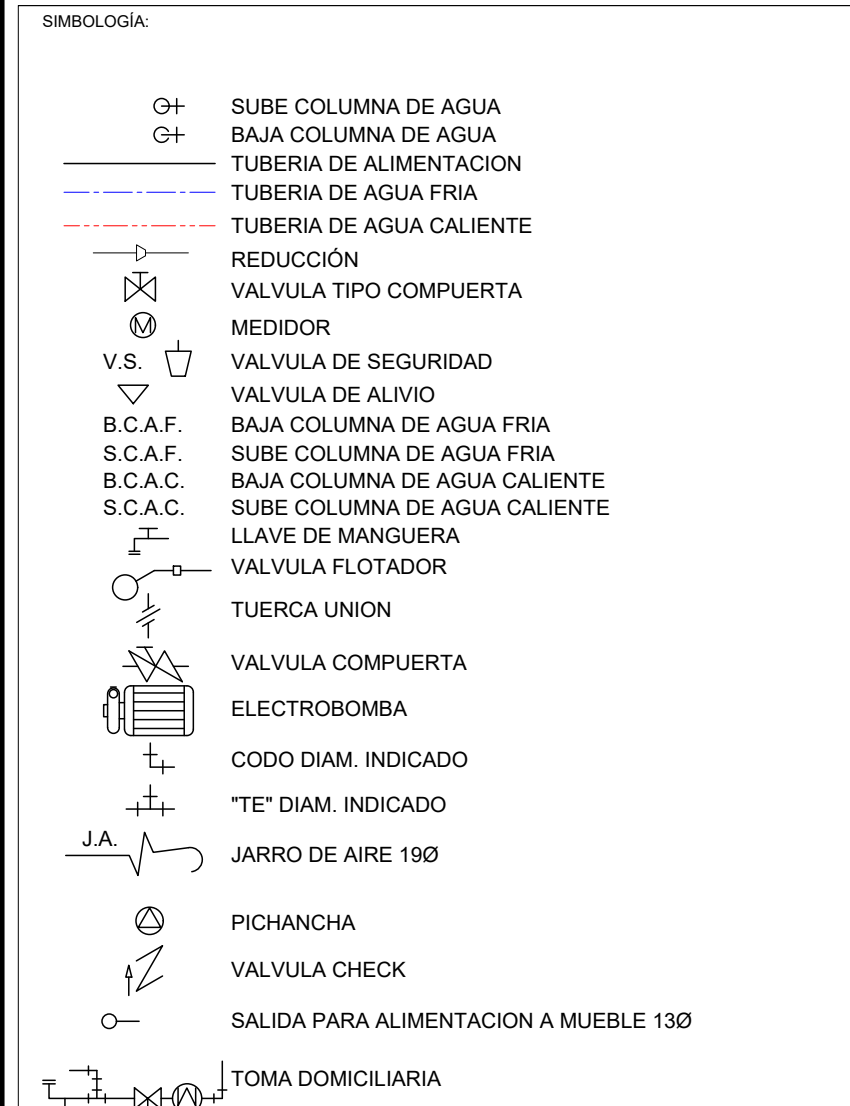 SIMBOLOGÍA:
SUBE COLUMNA DE AGUA
BAJA COLUMNA DE AGUA
TUBERIA DE ALIMENTACION
TUBERIA DE AGUA FRIA
TUBERIA DE AGUA CALIENTE
REDUCCIÓN
VALVULA TIPO COMPUERTA
M MEDIDOR
V.S. VALVULA DE SEGURIDAD
VALVULA DE ALIVIO
B.C.A.F. BAJA COLUMNA DE AGUA FRIA
S.C.A.F. SUBE COLUMNA DE AGUA FRIA
B.C.A.C. BAJA COLUMNA DE AGUA CALIENTE
S.C.A.C. SUBE COLUMNA DE AGUA CALIENTE
LLAVE DE MANGUERA
VALVULA FLOTADOR
TUERCA UNION
VALVULA COMPUERTA
ELECTROBOMBA
CODO DIAM. INDICADO
"TE" DIAM. INDICADO
J.A. JARRO DE AIRE 19Ø
PICHANCHA
VALVULA CHECK
SALIDA PARA ALIMENTACION A MUEBLE 13Ø
TOMA DOMICILIARIA
M